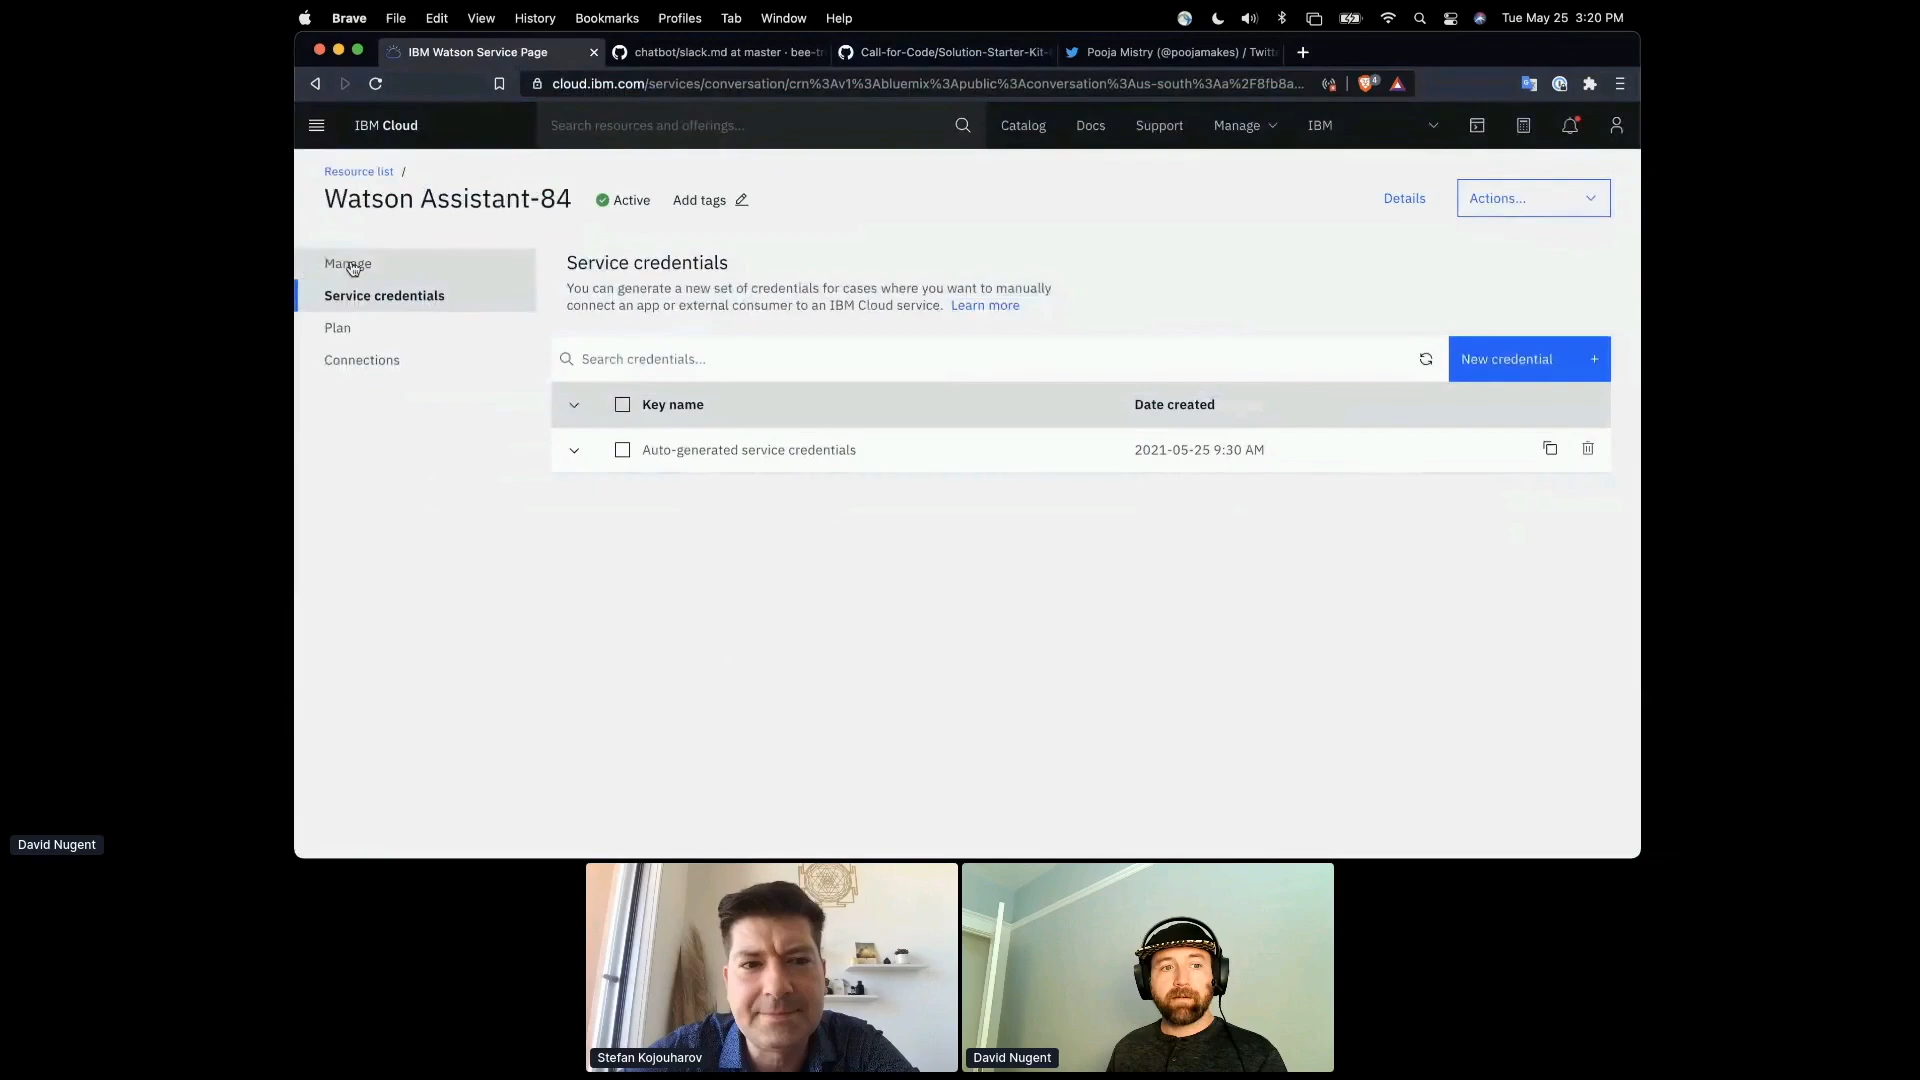 Brave File Edit View History Bookmarks Profiles Tab Window Help Tue May 25 3:20 PM
IBM Watson Service Page chatbot/slack.md at master · bee-tr Call-for-Code/Solution-Starter-Kit- Pooja Mistry (@poojamakes) / Twitt
cloud.ibm.com/services/conversation/crn%3Av1%3Abluemix%3Apublic%3Aconversation%3Aus-south%3Aa%2F8fb8a... 4
IBM Cloud Search resources and offerings... Catalog Docs Support Manage IBM
Resource list /
Watson Assistant-84 Active Add tags Details Actions...
Manage
Service credentials
Plan
Connections
Service credentials
You can generate a new set of credentials for cases where you want to manually
connect an app or external consumer to an IBM Cloud service. Learn more
Search credentials... New credential +
Key name Date created
Auto-generated service credentials 2021-05-25 9:30 AM
David Nugent
Stefan Kojouharov
David Nugent